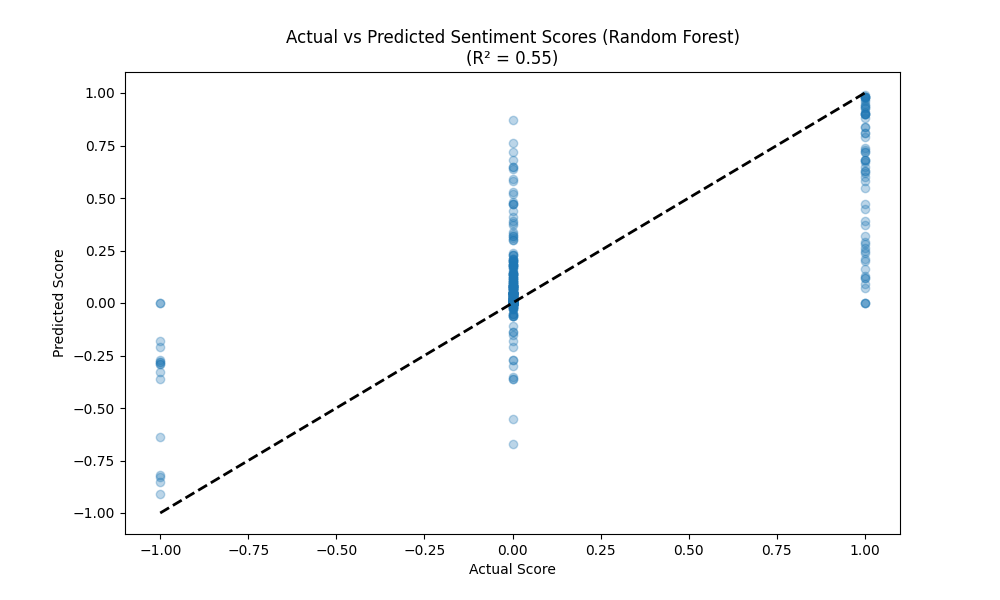 Actual vs Predicted Sentiment Scores (Random Forest)
(R² = 0.55)
1.00
0.75
0.50
0.25
0.00
−0.25
−0.50
−0.75
−1.00
Predicted Score
−1.00 −0.75 −0.50 −0.25 0.00 0.25 0.50 0.75 1.00
Actual Score